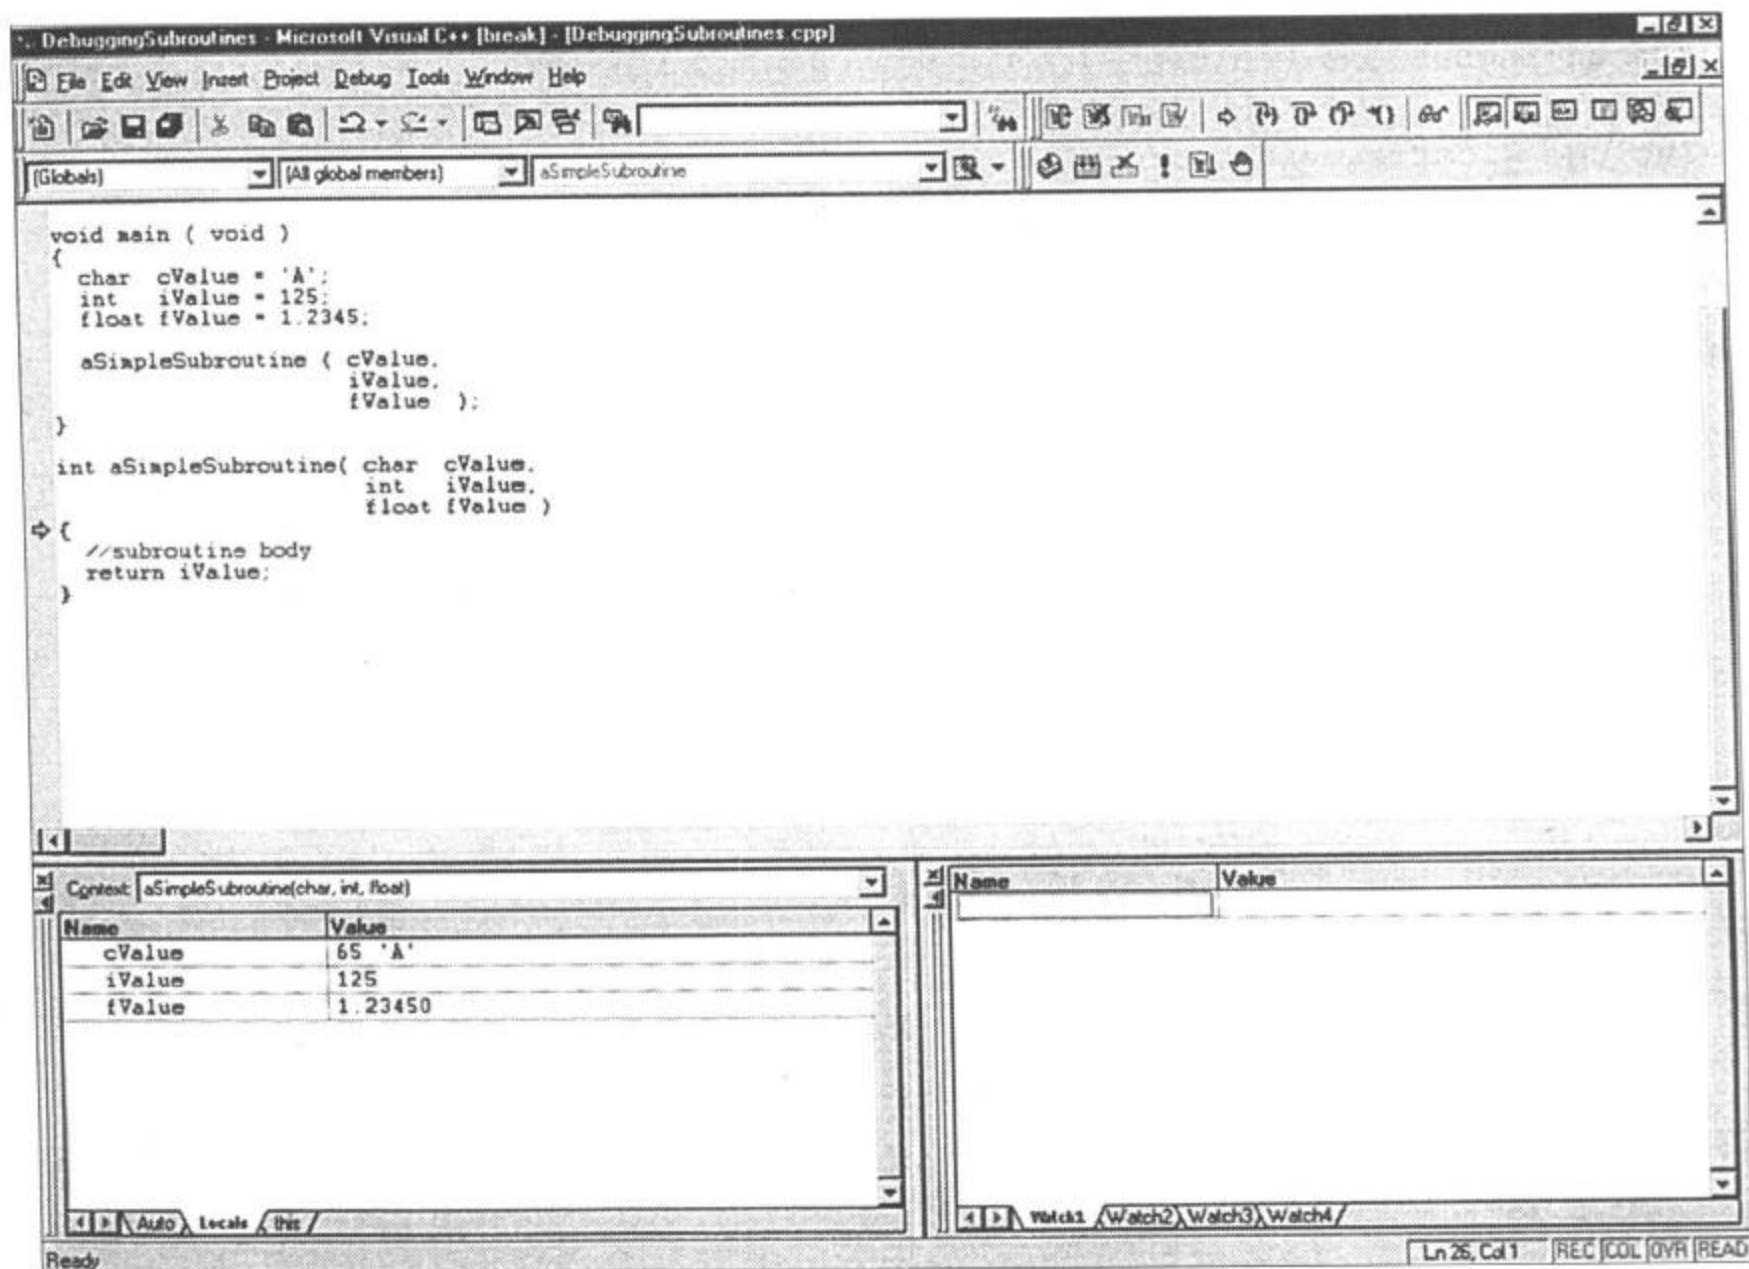 DebuggingSubroutines - Microsoft Visual C++ [break] - [DebuggingSubroutines.cpp]
File Edit View Insert Project Debug Tools Window Help
(Globals) (All global members) aSimpleSubroutine
void main ( void )
{
char cValue = 'A';
int iValue = 125;
float fValue = 1.2345;
aSimpleSubroutine ( cValue,
iValue,
fValue );
}
int aSimpleSubroutine( char cValue,
int iValue,
float fValue )
{
//subroutine body
return iValue;
}
Context: aSimpleSubroutine(char, int, float)
Name Value
cValue 65 'A'
iValue 125
fValue 1.23450
Auto Locals this
Name Value
Watch1 Watch2 Watch3 Watch4
Ready
Ln 26, Col 1 REC COL OVR READ